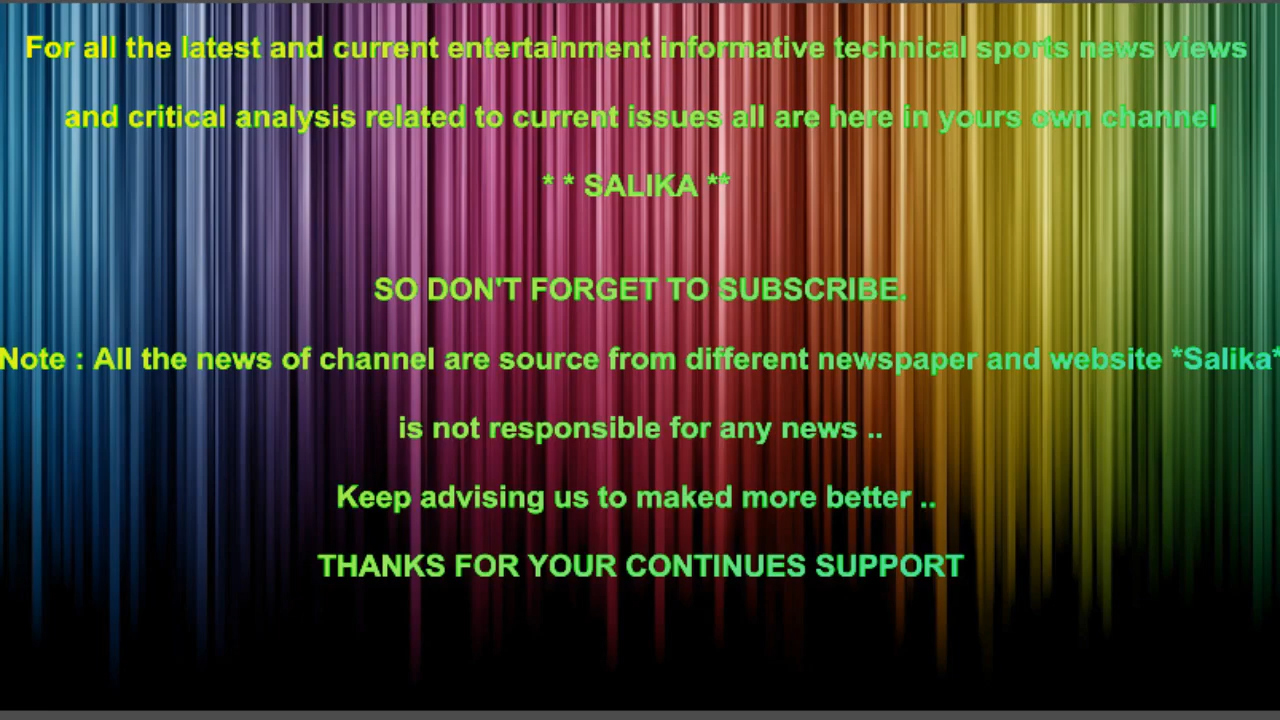 For all the latest and current entertainment informative technical sports news views
and critical analysis related to current issues all are here in yours own channel
* * SALIKA **
SO DON'T FORGET TO SUBSCRIBE.
Note : All the news of channel are source from different newspaper and website *Salika*
is not responsible for any news ..
Keep advising us to maked more better ..
THANKS FOR YOUR CONTINUES SUPPORT